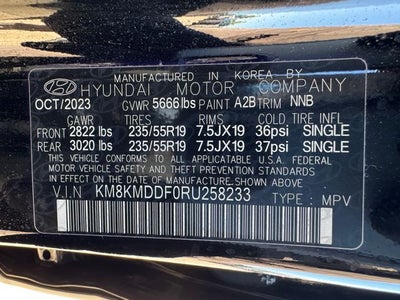 MANUFACTURED IN KOREA BY
HYUNDAI MOTOR COMPANY
OCT/2023 GVWR 5666lbs PAINT A2B TRIM NNB
GAWR TIRES RIMS COLD TIRE INFL
FRONT 2822 lbs 235/55R19 7.5JX19 36psi SINGLE
REAR 3020 lbs 235/55R19 7.5JX19 37psi SINGLE
THIS VEHICLE CONFORMS TO ALL APPLICABLE U.S.A. FEDERAL
MOTOR VEHICLE SAFETY AND THEFT PREVENTION STANDARDS
IN EFFECT ON THE DATE OF MANUFACTURE SHOWN ABOVE.
V.I.N KM8KMDDF0RU258233 TYPE : MPV